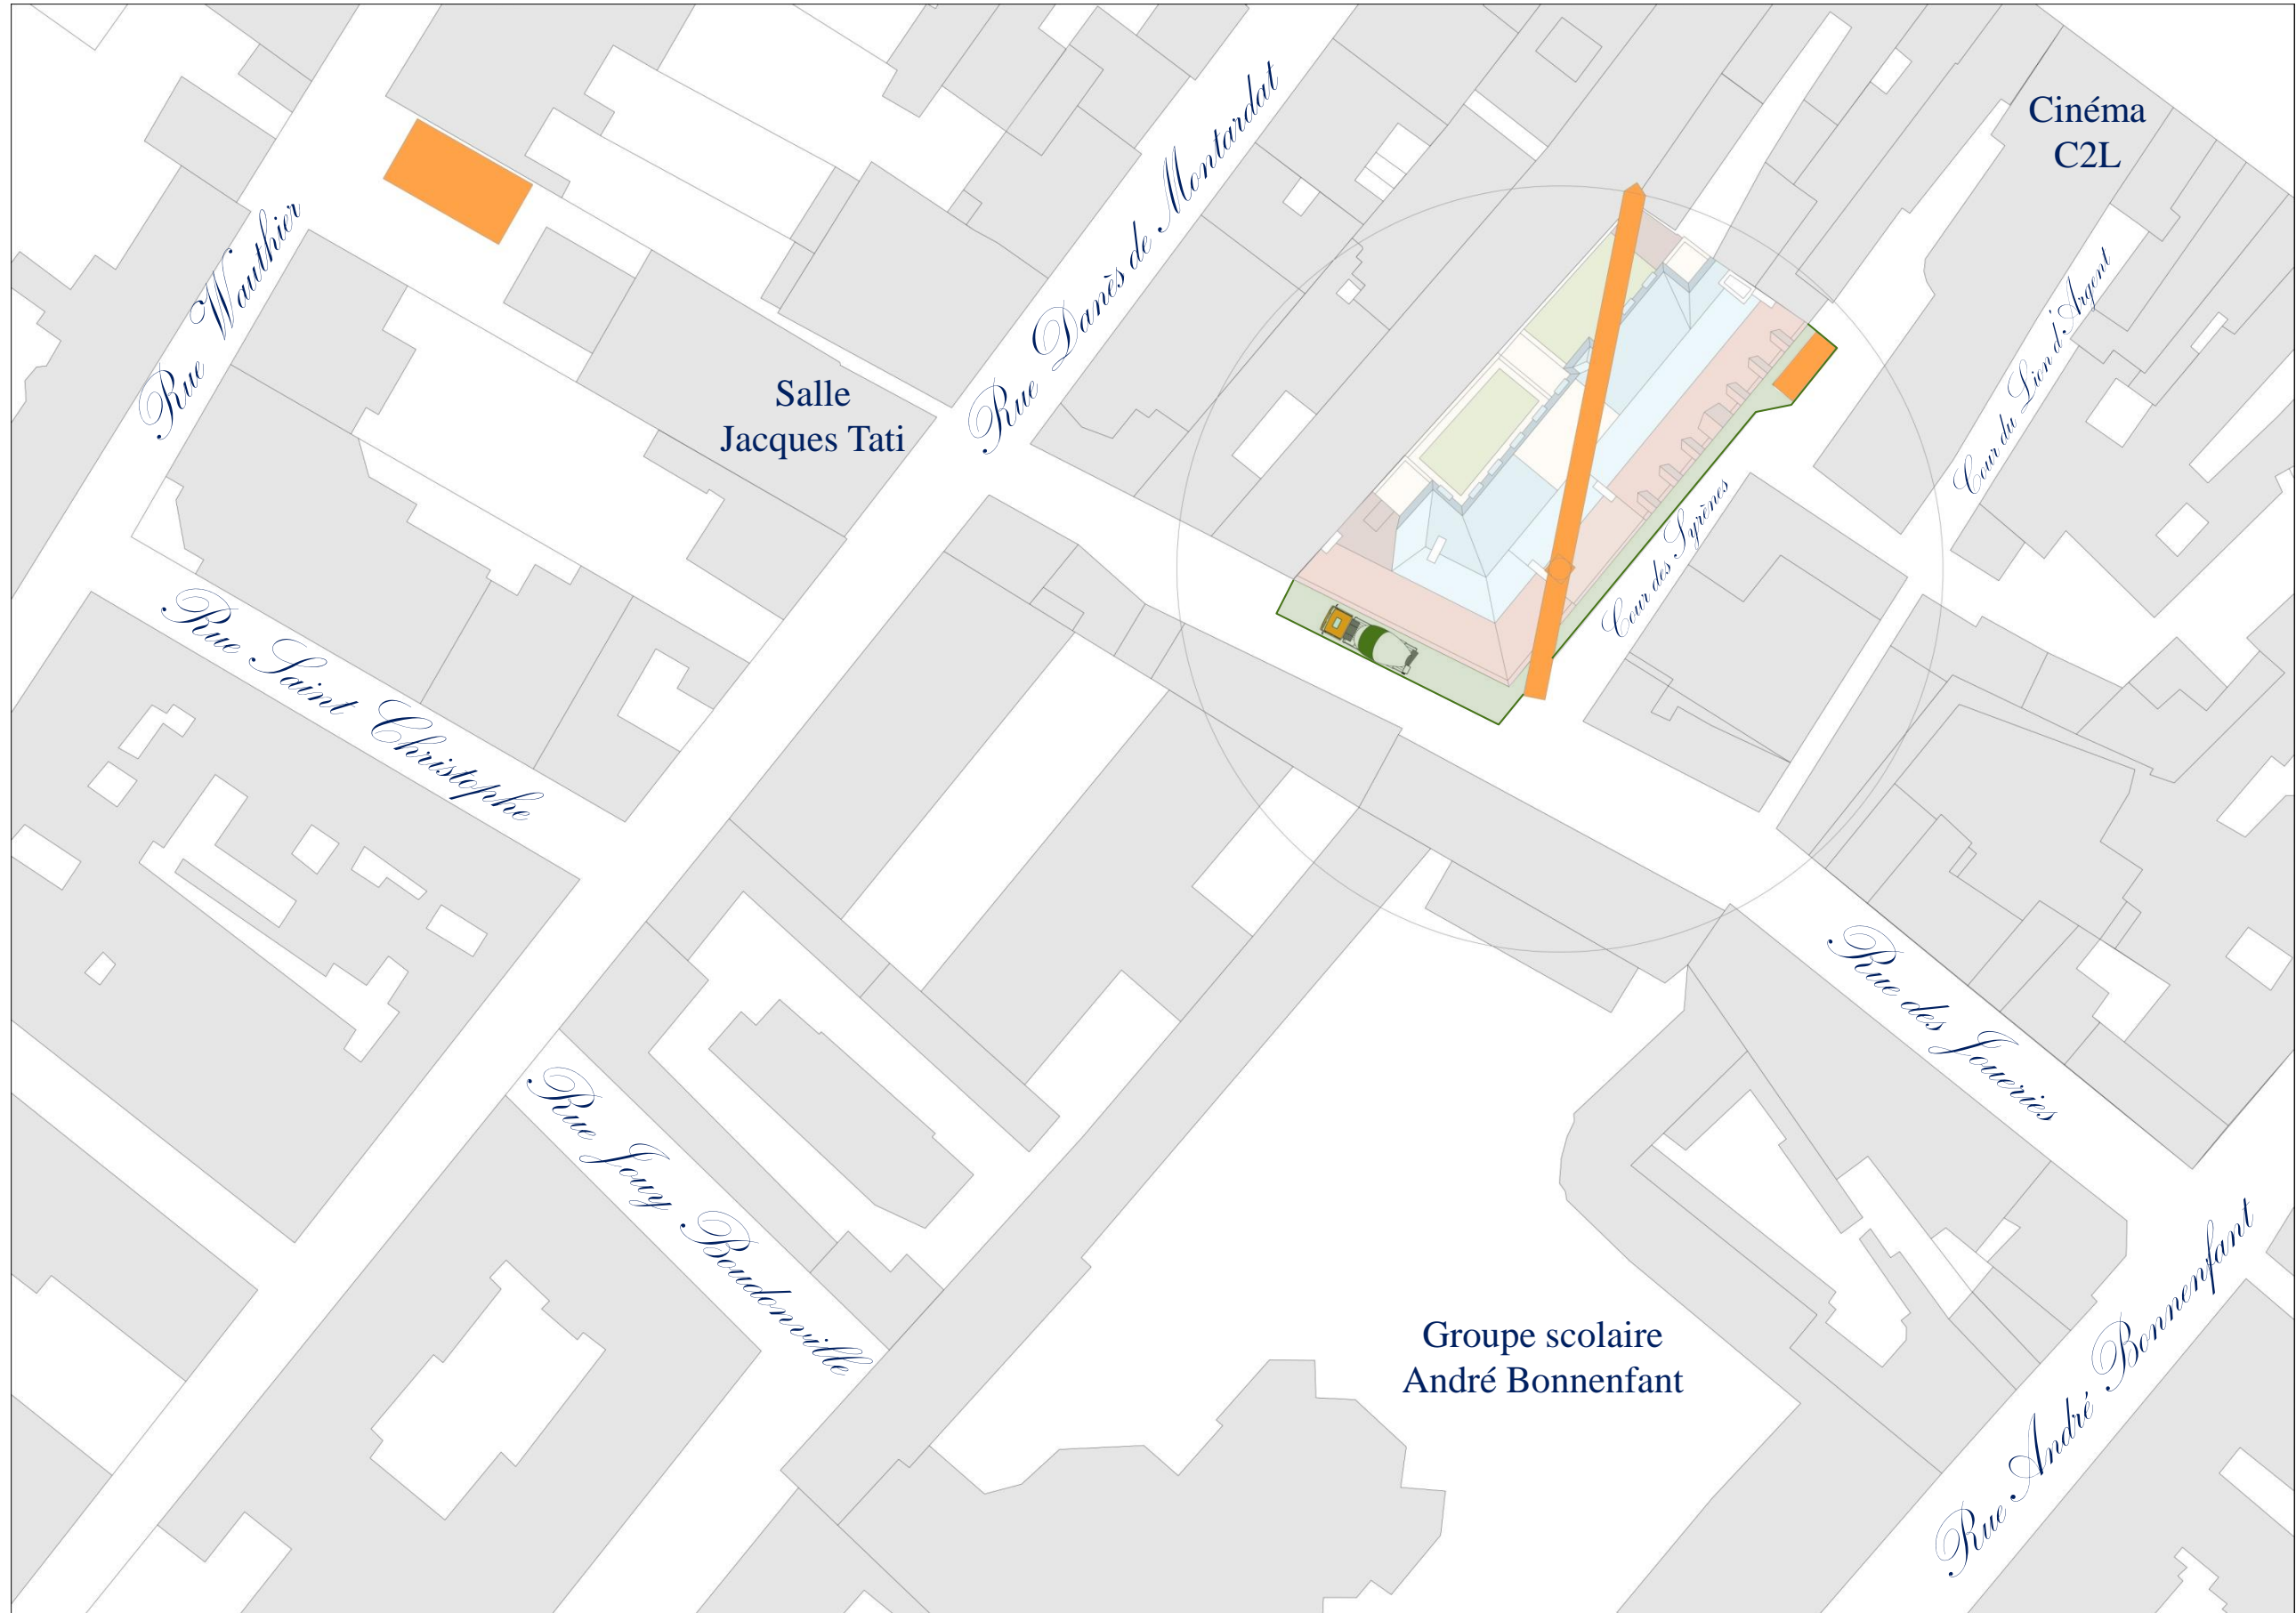 Cinéma
C2L
Rue Danès de Montardat
Rue Wauthier
Cour du Lion d'Argent
Salle
Jacques Tati
Cour des Syrènes
Rue Saint Christophe
Rue des Joueries
Rue Jouy Boudonville
Rue André Bonnenfant
Groupe scolaire
André Bonnenfant